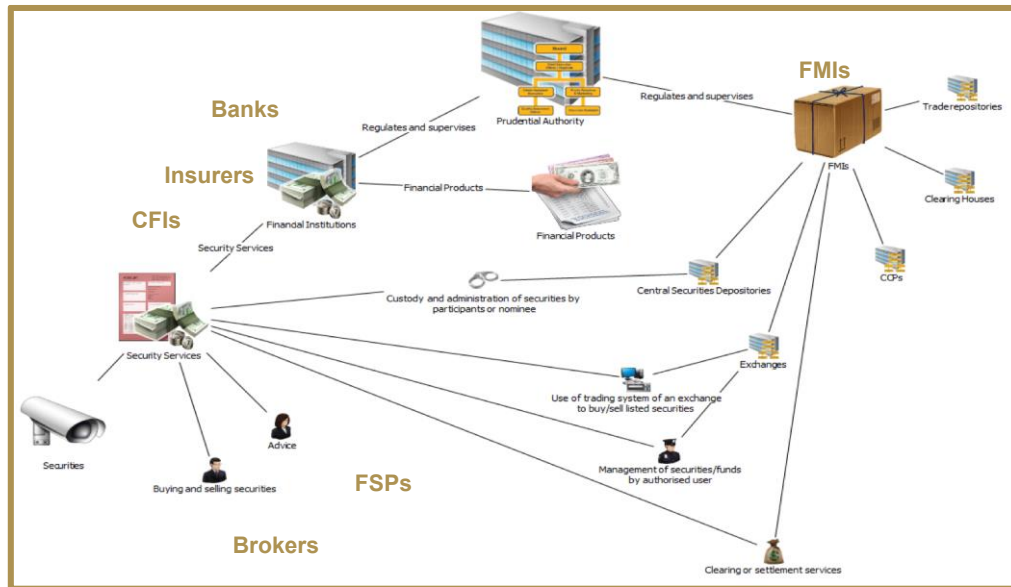 FMIs
Banks
Prudential Authority
Regulates and supervises
Regulates and supervises
Trade repositories
FMIs
Insurers
Financial Products
Financial Institutions
Financial Products
Clearing Houses
CFIs
Security Services
CCPs
Central Securities Depositories
Custody and administration of securities by
participants or nominee
Security Services
Exchanges
Use of trading system of an exchange
to buy/sell listed securities
Advice
Securities
Buying and selling securities
Management of securities/funds
by authorised user
FSPs
Brokers
Clearing or settlement services